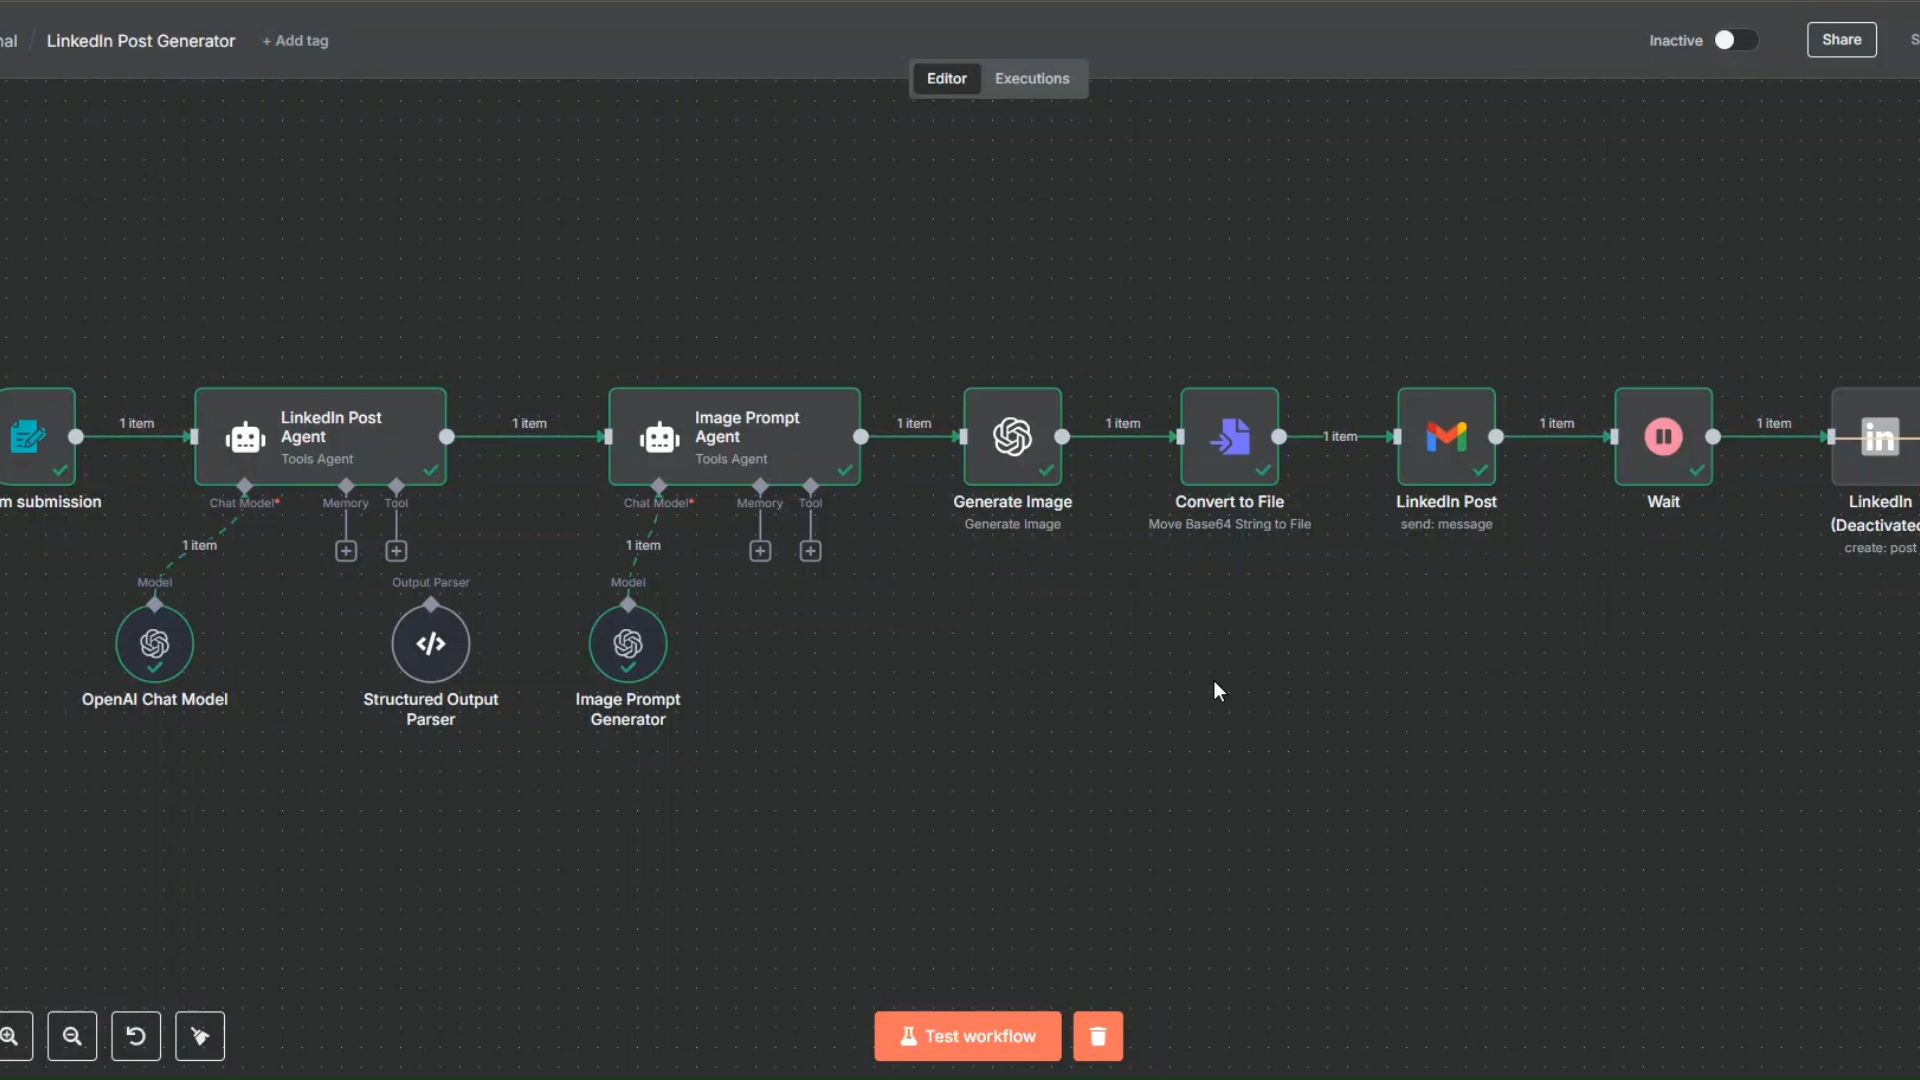 nal / LinkedIn Post Generator + Add tag
Inactive
Share
S
Editor Executions
1 item
LinkedIn Post
Agent
Tools Agent
1 item
Image Prompt
Agent
Tools Agent
1 item
1 item
1 item
1 item
1 item
m submission
Chat Model*
Memory
Tool
Chat Model*
Memory
Tool
Generate Image
Generate Image
Convert to File
Move Base64 String to File
LinkedIn Post
send: message
Wait
LinkedIn
(Deactivated
create: post
1 item
1 item
Model
Output Parser
Model
OpenAI Chat Model
Structured Output
Parser
Image Prompt
Generator
Test workflow